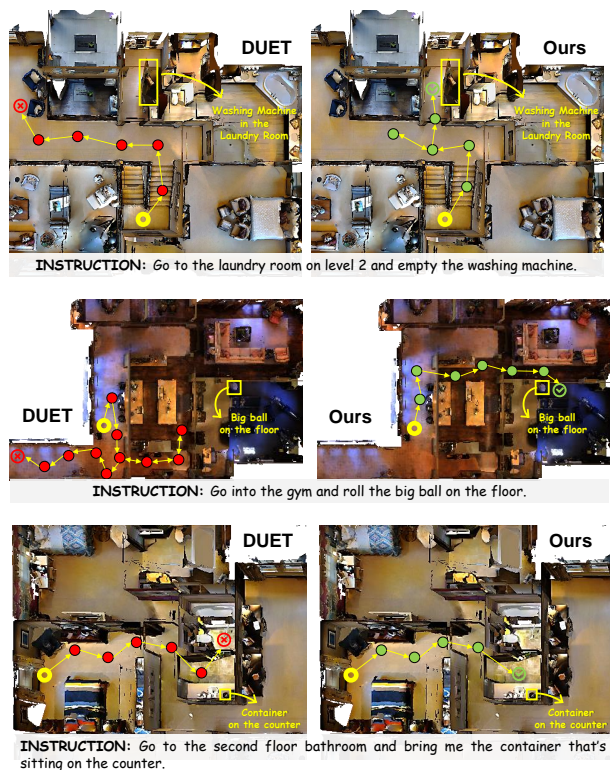 DUET
Ours
Washing Machine
in the
Laundry Room
Washing Machine
in the
Laundry Room
INSTRUCTION: Go to the laundry room on level 2 and empty the washing machine.
DUET
Big ball
on the floor
Ours
Big ball
on the floor
INSTRUCTION: Go into the gym and roll the big ball on the floor.
DUET
Ours
Container
on the counter
Container
on the counter
INSTRUCTION: Go to the second floor bathroom and bring me the container that's
sitting on the counter.